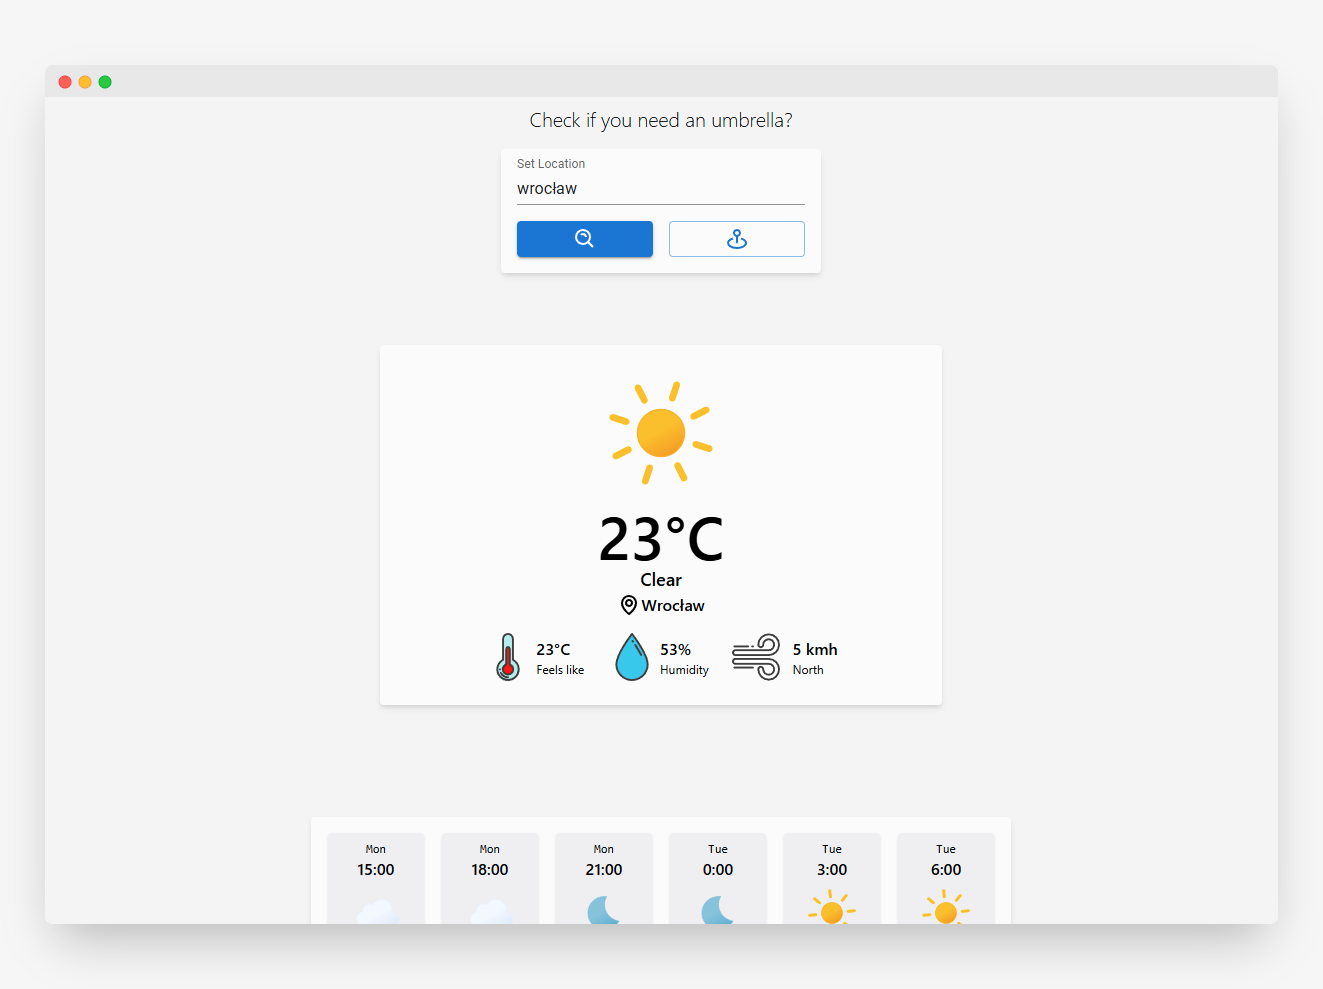 Check if you need an umbrella?
Set Location
wrocław
23°C
Clear
Wrocław
23°C
Feels like
53%
Humidity
5 kmh
North
Mon
15:00
Mon
18:00
Mon
21:00
Tue
0:00
Tue
3:00
Tue
6:00